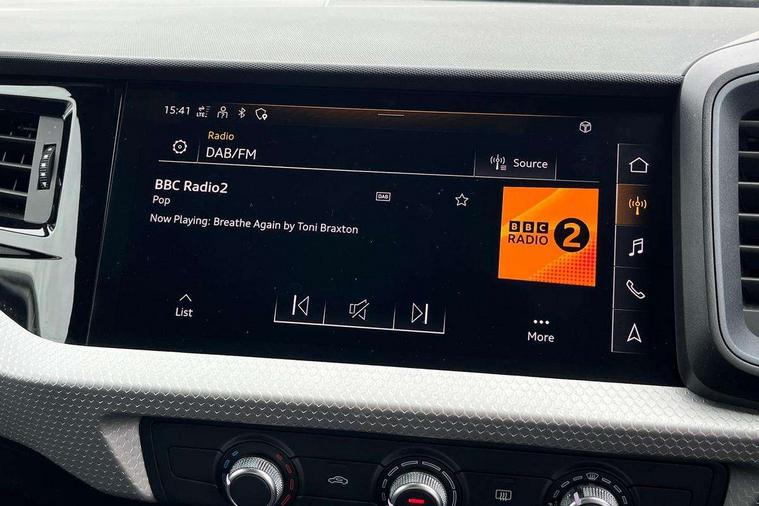 15:41 LTE
Radio
DAB/FM
Source
BBC Radio2
Pop
DAB
Now Playing: Breathe Again by Toni Braxton
BBC
RADIO 2
List
More